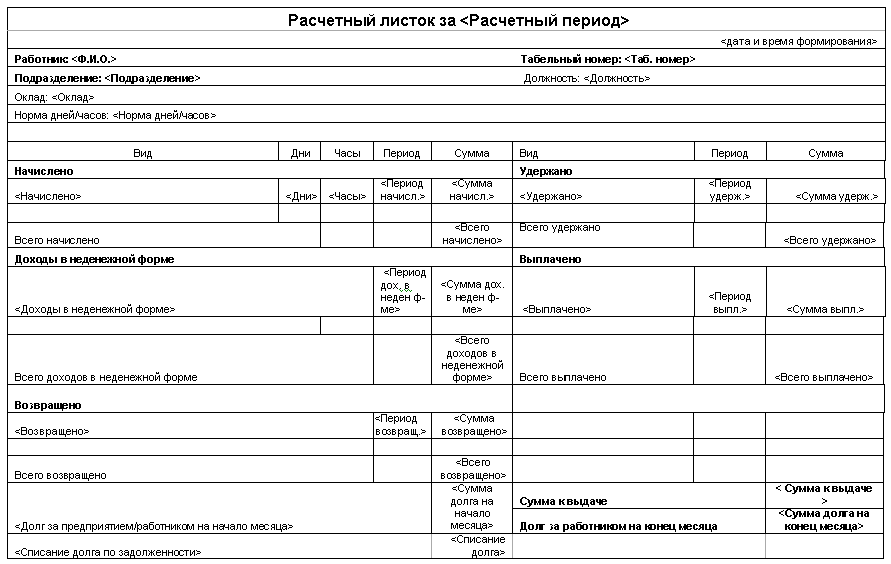 Расчетный листок за <Расчетный период>
<дата и время формирования>
Работник: <Ф.И.О.> Табельный номер: <Таб. номер>
Подразделение: <Подразделение> Должность: <Должность>
Оклад: <Оклад>
Норма дней/часов: <Норма дней/часов>
Вид Дни Часы Период Сумма Вид Период Сумма
Начислено Удержано
<Начислено> <Дни> <Часы> <Период начисл.> <Сумма начисл.> <Удержано> <Период удерж.> <Сумма удерж.>
Всего начислено <Всего начислено> Всего удержано <Всего удержано>
Доходы в неденежной форме Выплачено
<Доходы в неденежной форме> <Период дох. в неден ф-ме> <Сумма дох. в неден ф-ме> <Выплачено> <Период выпл.> <Сумма выпл.>
Всего доходов в неденежной форме <Всего доходов в неденежной форме> Всего выплачено <Всего выплачено>
Возвращено
<Возвращено> <Период возвращ.> <Сумма возвращено>
Всего возвращено <Всего возвращено>
<Долг за предприятием/работником на начало месяца> <Сумма долга на начало месяца> Сумма к выдаче < Сумма к выдаче >
Долг за работником на конец месяца <Сумма долга на конец месяца>
<Списание долга по задолженности> <Списание долга>